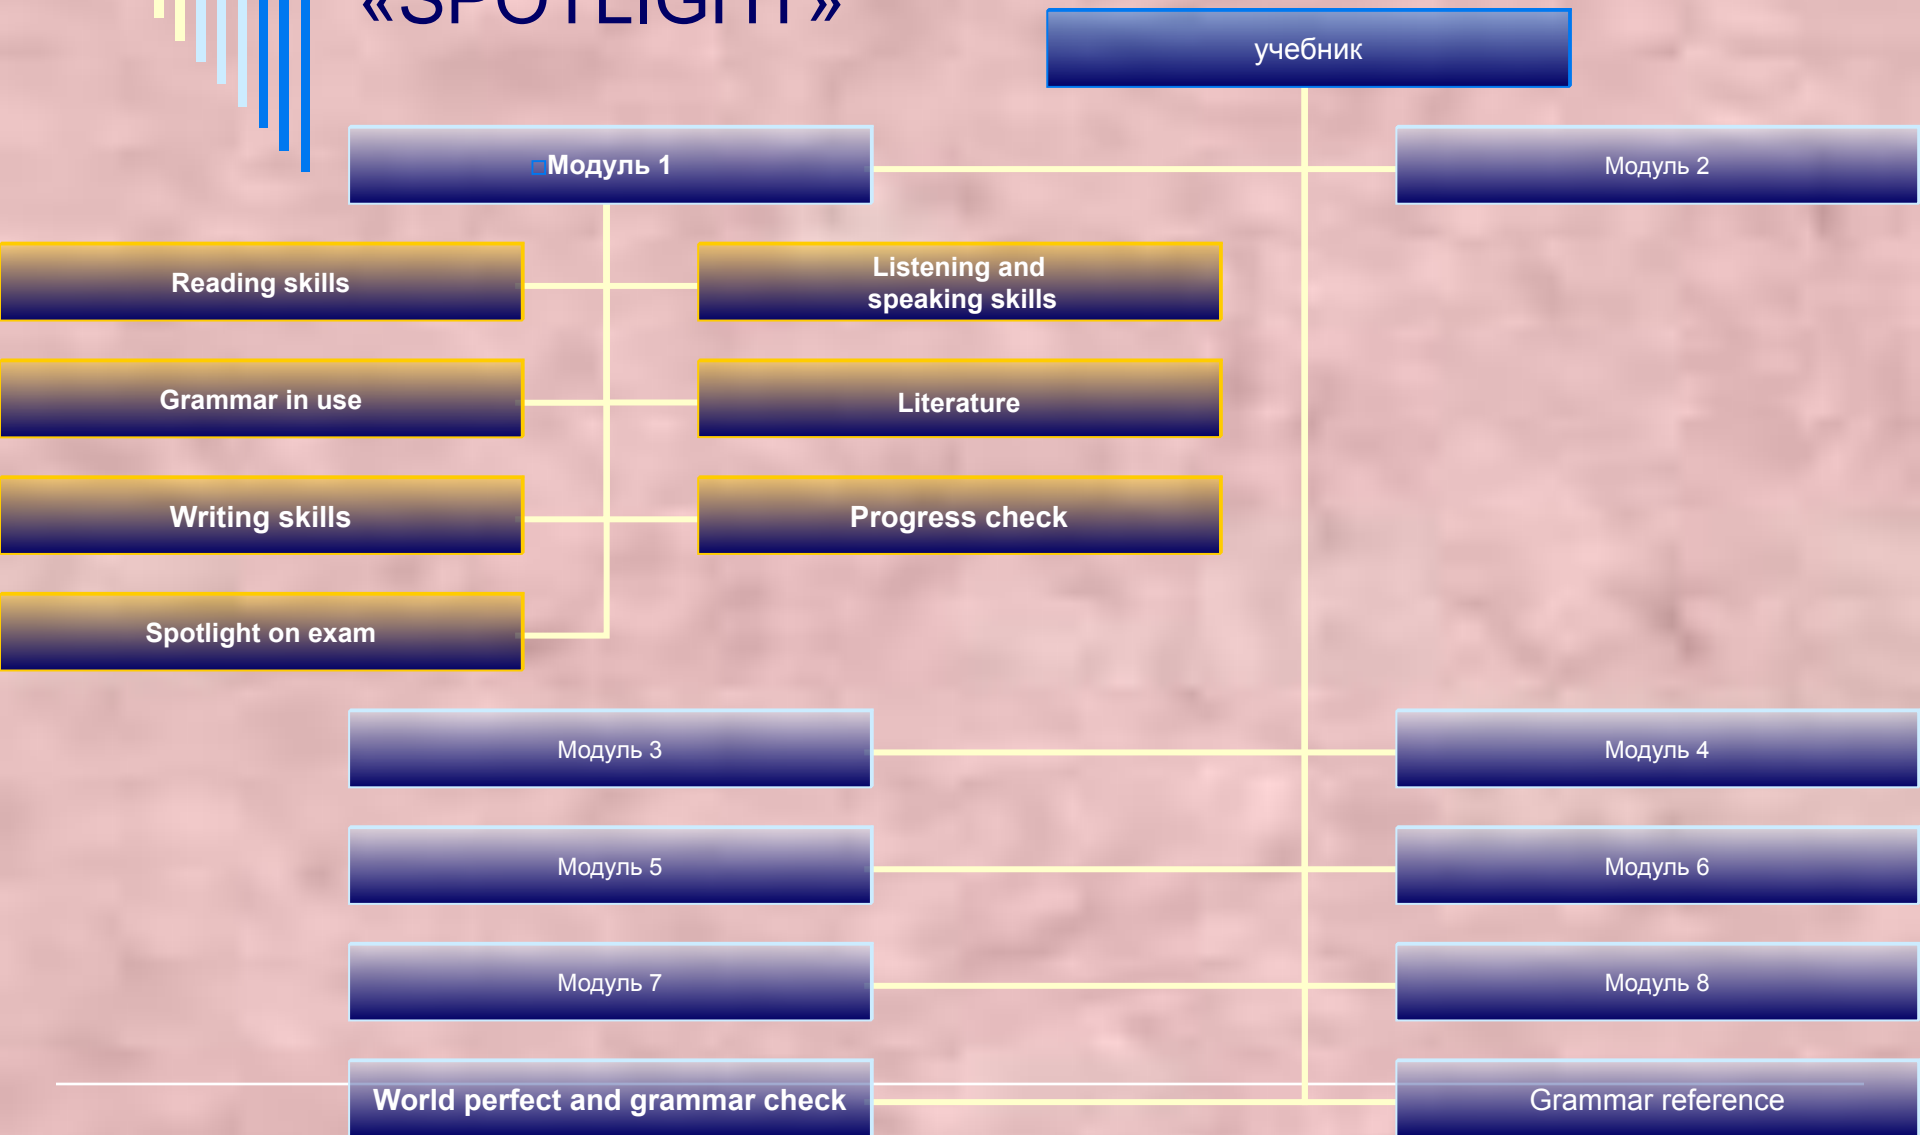 «SPOTLIGHT»
учебник
Модуль 1
Модуль 2
Reading skills
Listening and
speaking skills
Grammar in use
Literature
Writing skills
Progress check
Spotlight on exam
Модуль 3
Модуль 4
Модуль 5
Модуль 6
Модуль 7
Модуль 8
World perfect and grammar check
Grammar reference